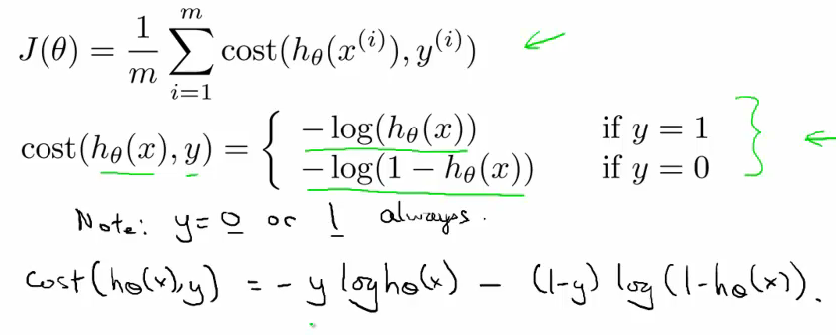 J(θ) = 1/m ∑_{i=1}^{m} cost(h_θ(x^{(i)}), y^{(i)})
cost(h_θ(x), y) = { −log(h_θ(x)) if y = 1
−log(1 − h_θ(x)) if y = 0
Note: y=0 or 1 always.
cost(h_θ(x),y) = - y log h_θ(x) - (1-y) log (1-h_θ(x)).